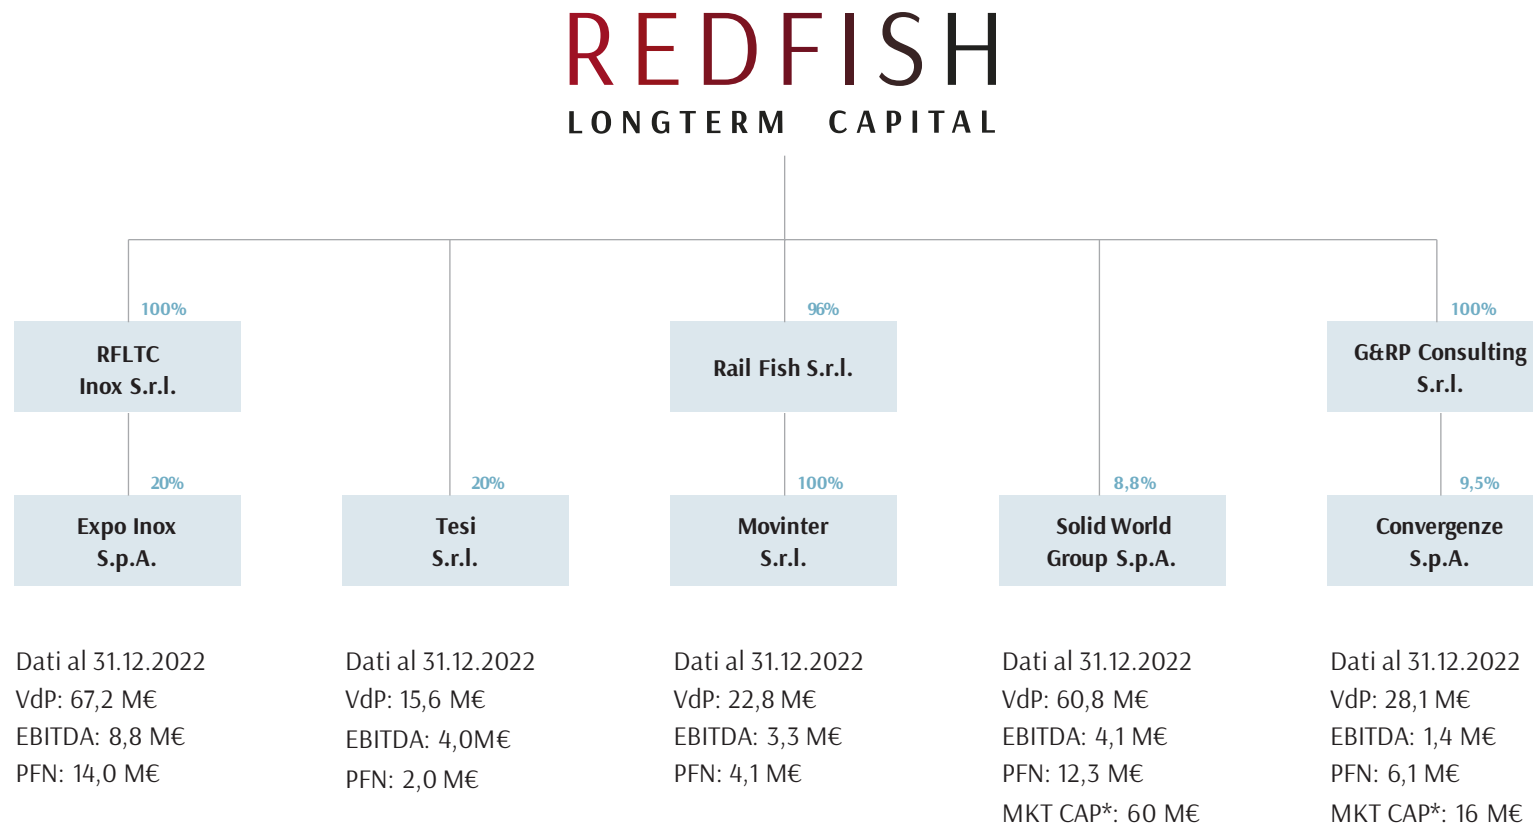 REDFISH
LONGTERM CAPITAL
100%
RFLTC
Inox S.r.l.
96%
Rail Fish S.r.l.
100%
G&RP Consulting
S.r.l.
20%
Expo Inox
S.p.A.
20%
Tesi
S.r.l.
100%
Movinter
S.r.l.
8,8%
Solid World
Group S.p.A.
9,5%
Convergenze
S.p.A.
Dati al 31.12.2022
VdP: 67,2 M€
EBITDA: 8,8 M€
PFN: 14,0 M€
Dati al 31.12.2022
VdP: 15,6 M€
EBITDA: 4,0M€
PFN: 2,0 M€
Dati al 31.12.2022
VdP: 22,8 M€
EBITDA: 3,3 M€
PFN: 4,1 M€
Dati al 31.12.2022
VdP: 60,8 M€
EBITDA: 4,1 M€
PFN: 12,3 M€
MKT CAP*: 60 M€
Dati al 31.12.2022
VdP: 28,1 M€
EBITDA: 1,4 M€
PFN: 6,1 M€
MKT CAP*: 16 M€